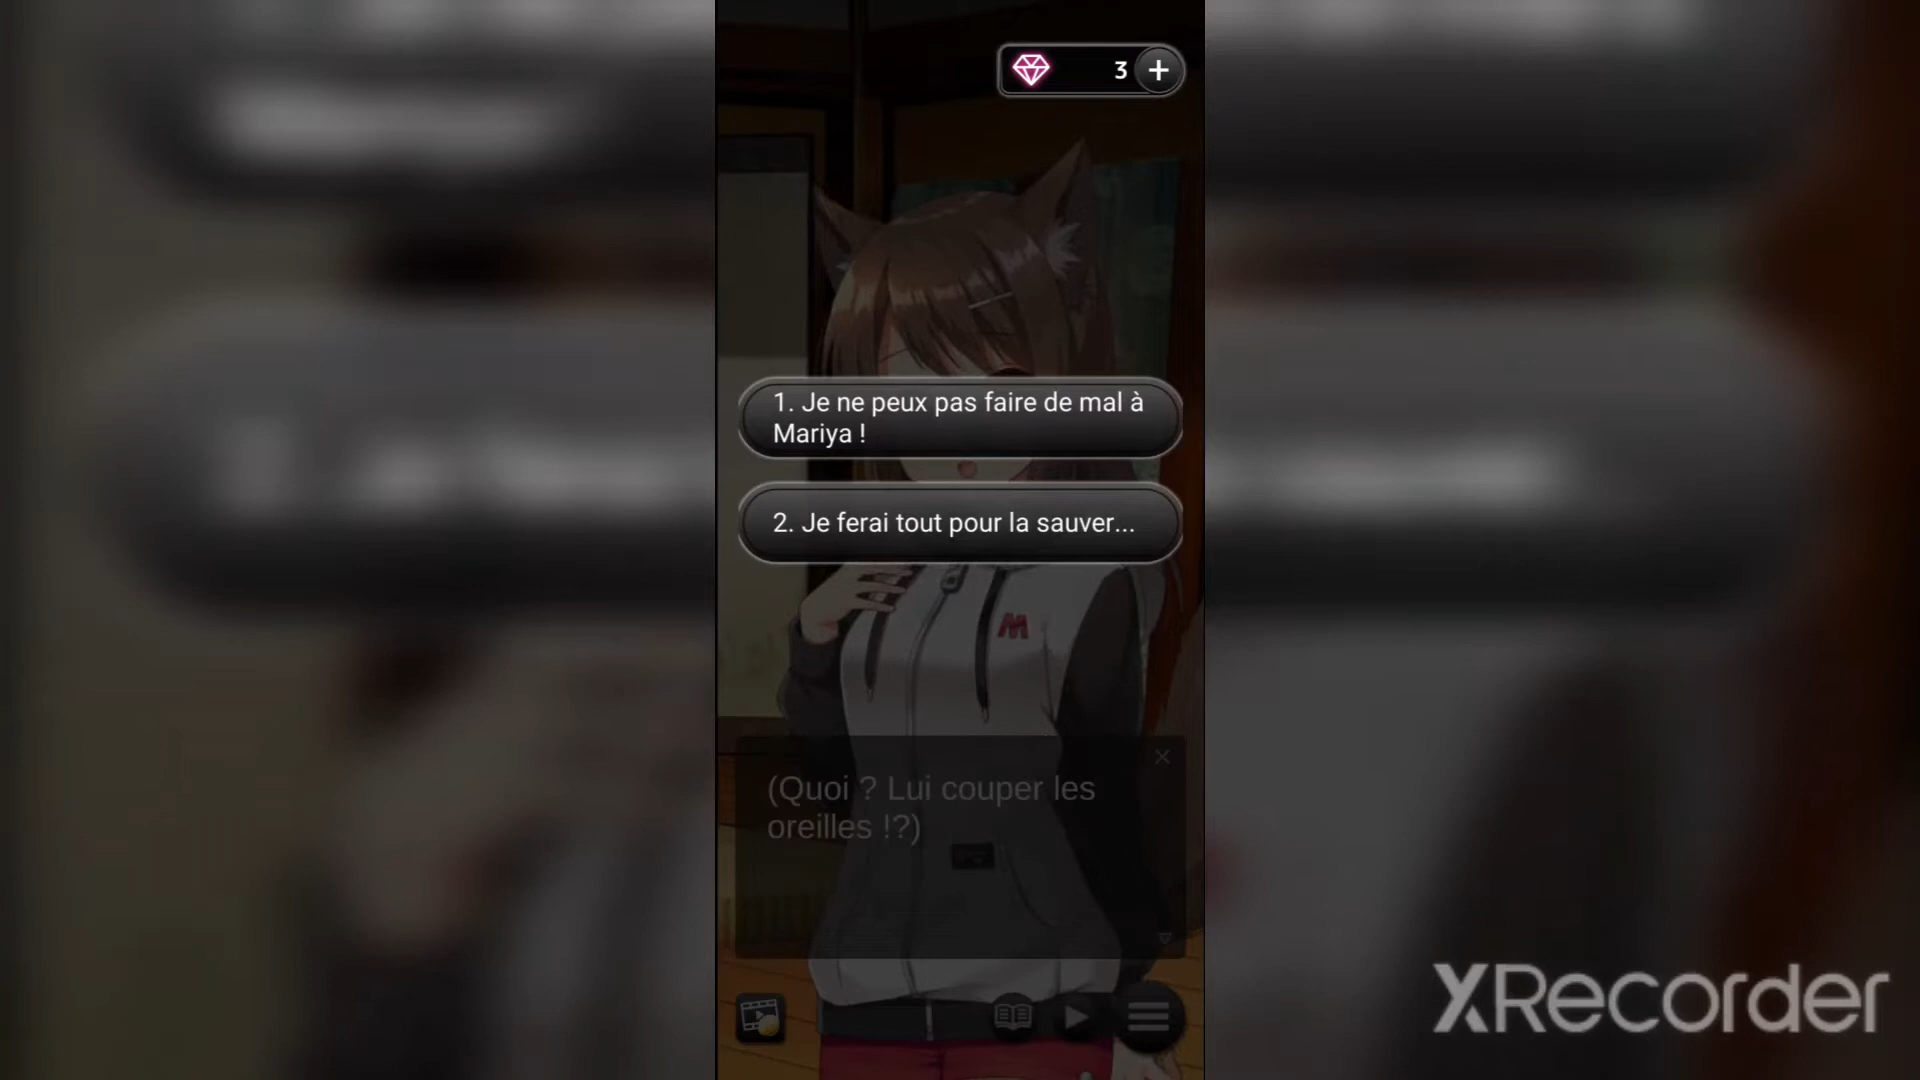 3
1. Je ne peux pas faire de mal à
Mariya !
2. Je ferai tout pour la sauver...
M
(Quoi ? Lui couper les
oreilles !?)
XRecorder